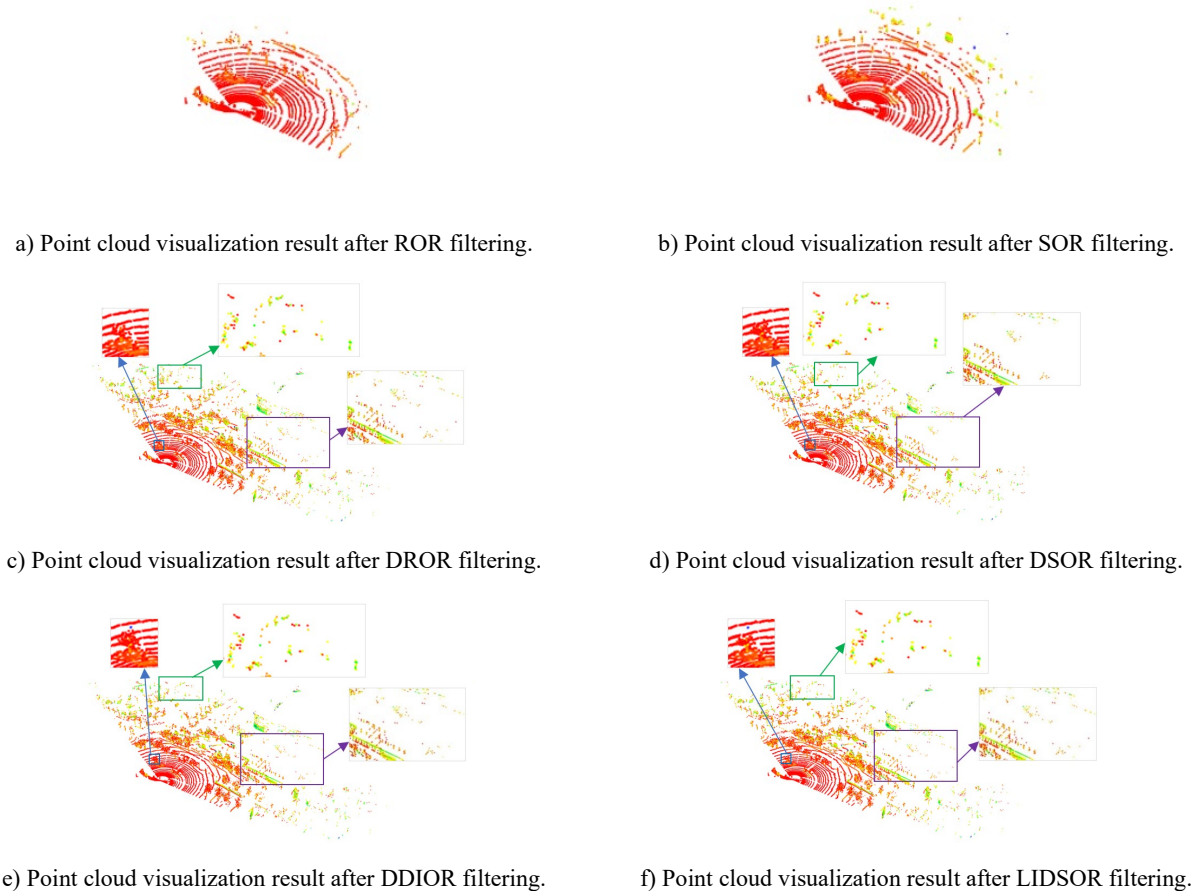 a) Point cloud visualization result after ROR filtering.
b) Point cloud visualization result after SOR filtering.
c) Point cloud visualization result after DROR filtering.
d) Point cloud visualization result after DSOR filtering.
e) Point cloud visualization result after DDIOR filtering.
f) Point cloud visualization result after LIDSOR filtering.